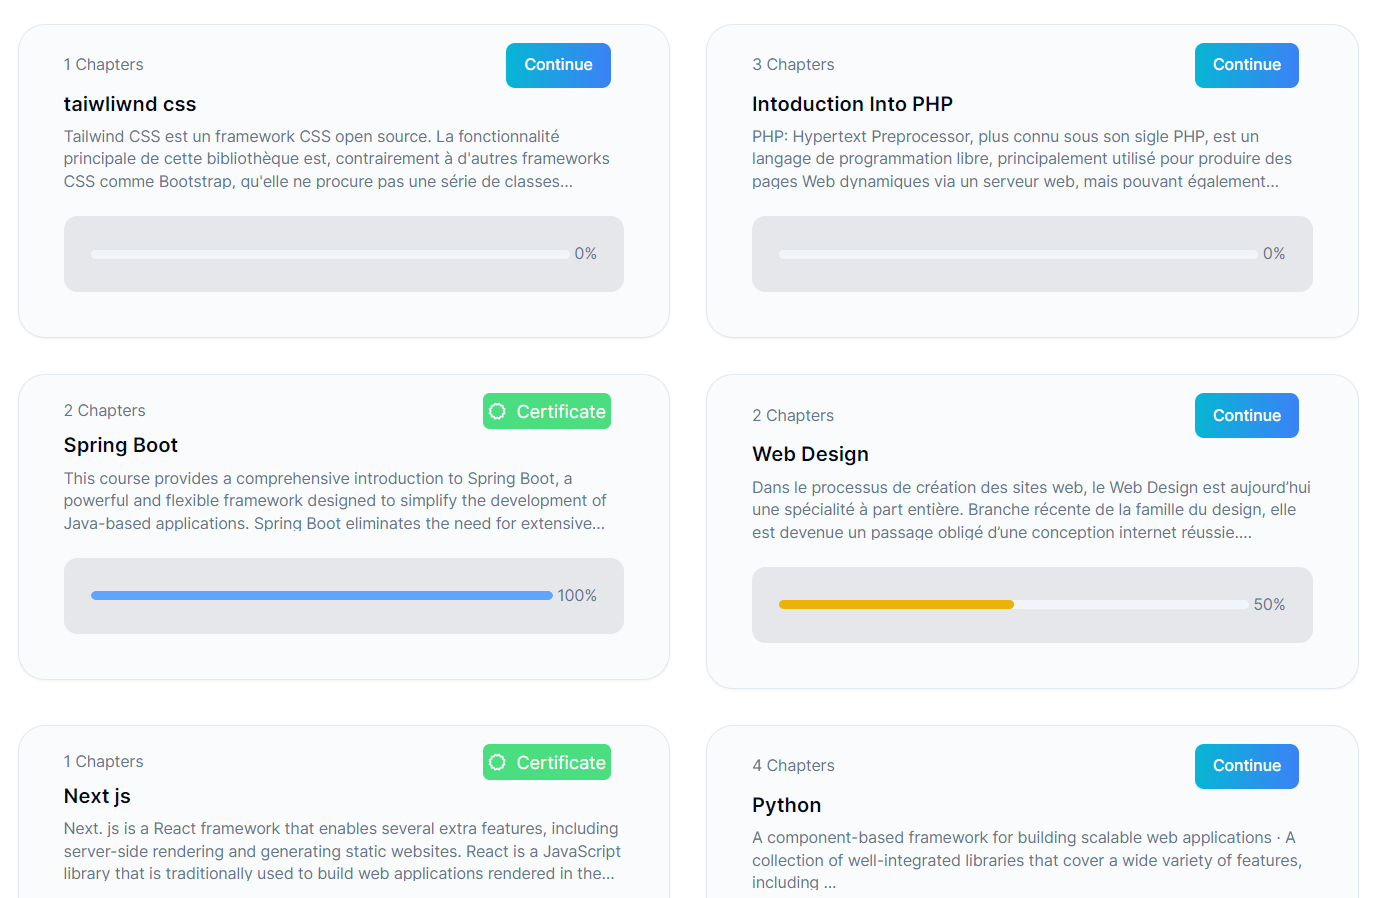 1 Chapters
Continue
taiwliwnd css
Tailwind CSS est un framework CSS open source. La fonctionnalité
principale de cette bibliothèque est, contrairement à d'autres frameworks
CSS comme Bootstrap, qu'elle ne procure pas une série de classes...
0%
3 Chapters
Continue
Intoduction Into PHP
PHP: Hypertext Preprocessor, plus connu sous son sigle PHP, est un
langage de programmation libre, principalement utilisé pour produire des
pages Web dynamiques via un serveur web, mais pouvant également...
0%
2 Chapters
Certificate
Spring Boot
This course provides a comprehensive introduction to Spring Boot, a
powerful and flexible framework designed to simplify the development of
Java-based applications. Spring Boot eliminates the need for extensive...
100%
2 Chapters
Continue
Web Design
Dans le processus de création des sites web, le Web Design est aujourd’hui
une spécialité à part entière. Branche récente de la famille du design, elle
est devenue un passage obligé d’une conception internet réussie....
50%
1 Chapters
Certificate
Next js
Next. js is a React framework that enables several extra features, including
server-side rendering and generating static websites. React is a JavaScript
library that is traditionally used to build web applications rendered in the...
4 Chapters
Continue
Python
A component-based framework for building scalable web applications · A
collection of well-integrated libraries that cover a wide variety of features,
including ...